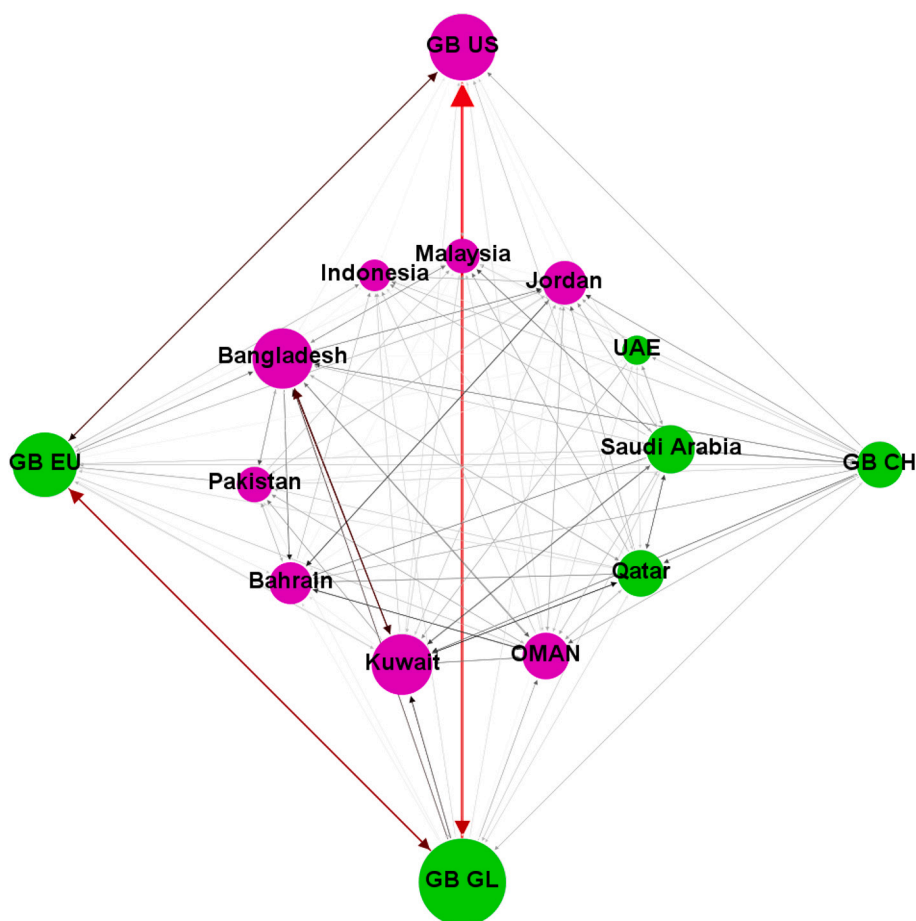 GB US
Malaysia
Indonesia
Jordan
Bangladesh
UAE
Saudi Arabia
GB EU
GB CH
Pakistan
Qatar
Bahrain
OMAN
Kuwait
GB GL